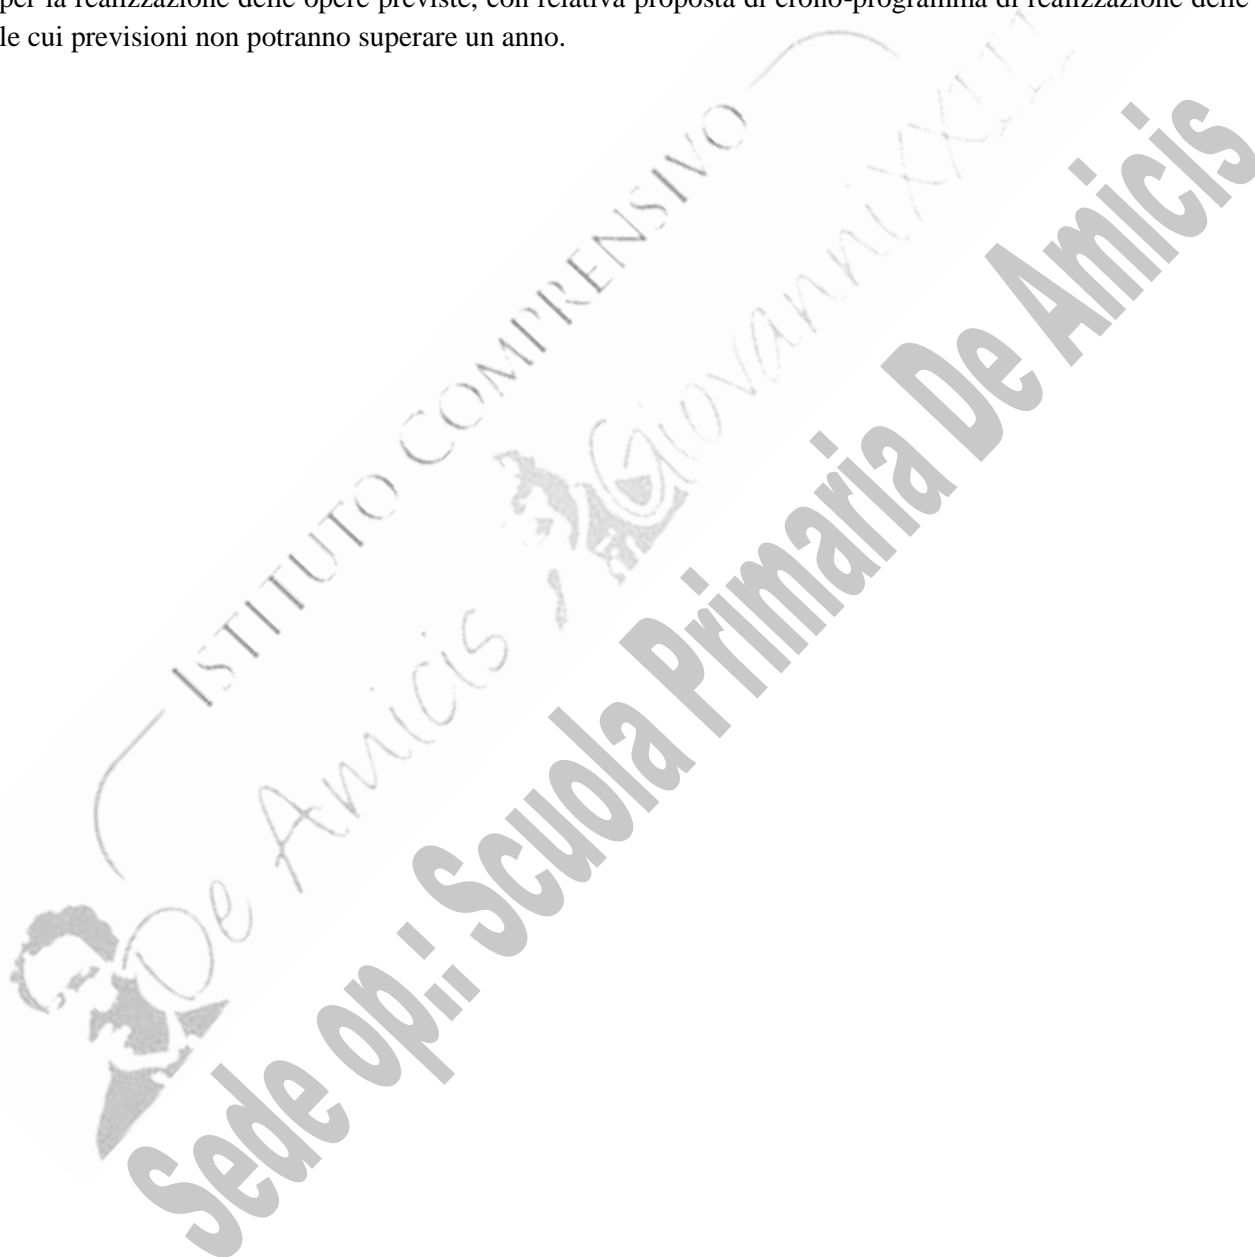 per la realizzazione delle opere previste, con relativa proposta di crono-programma di realizzazione delle
le cui previsioni non potranno superare un anno.
ISTITUTO COMPRENSIVO
De Amicis Giovanni XXIII
Sede op.: Scuola Primaria De Amicis